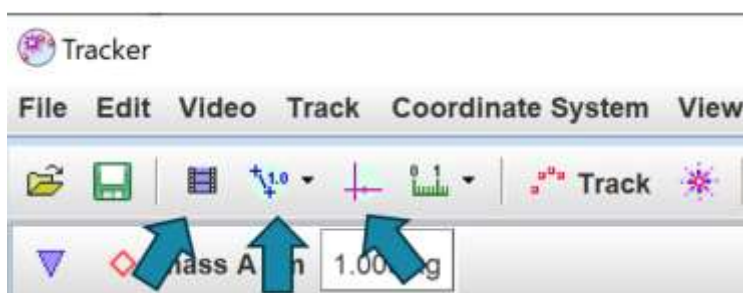 Tracker
File Edit Video Track Coordinate System View
1.0 0 1 Track
mass A 1.00